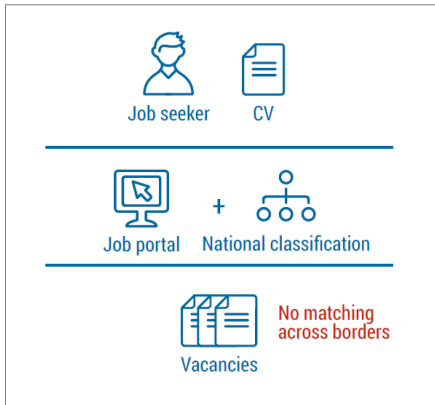 Job seeker CV
+
Job portal National classification
No matching
across borders
Vacancies